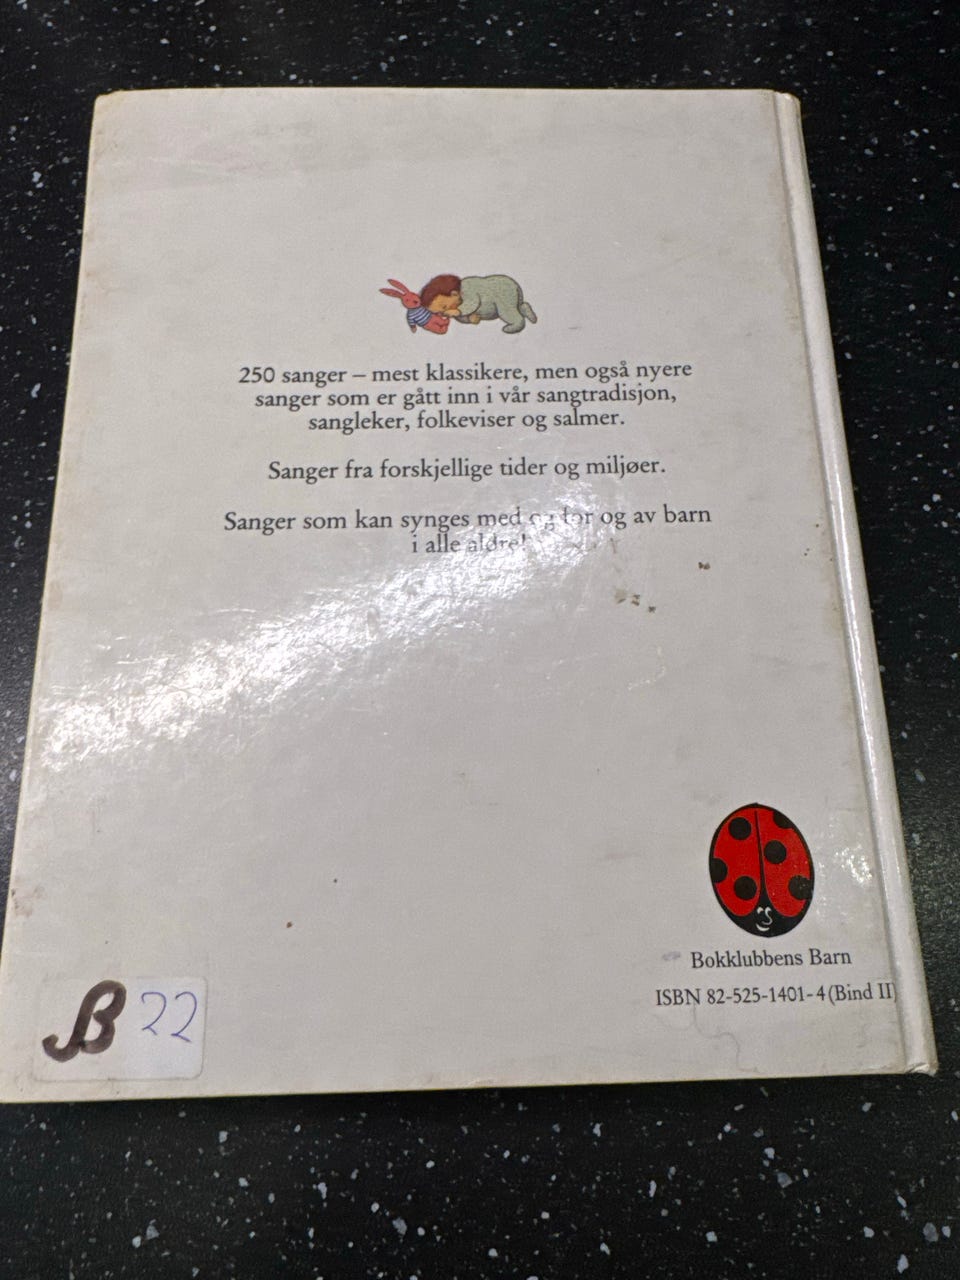 250 sanger – mest klassikere, men også nyere
sanger som er gått inn i vår sangtradisjon,
sangleker, folkeviser og salmer.
Sanger fra forskjellige tider og miljøer.
Sanger som kan synges med og for og av barn
i alle aldre!
Bokklubbens Barn
ISBN 82-525-1401-4 (Bind II)
B 22